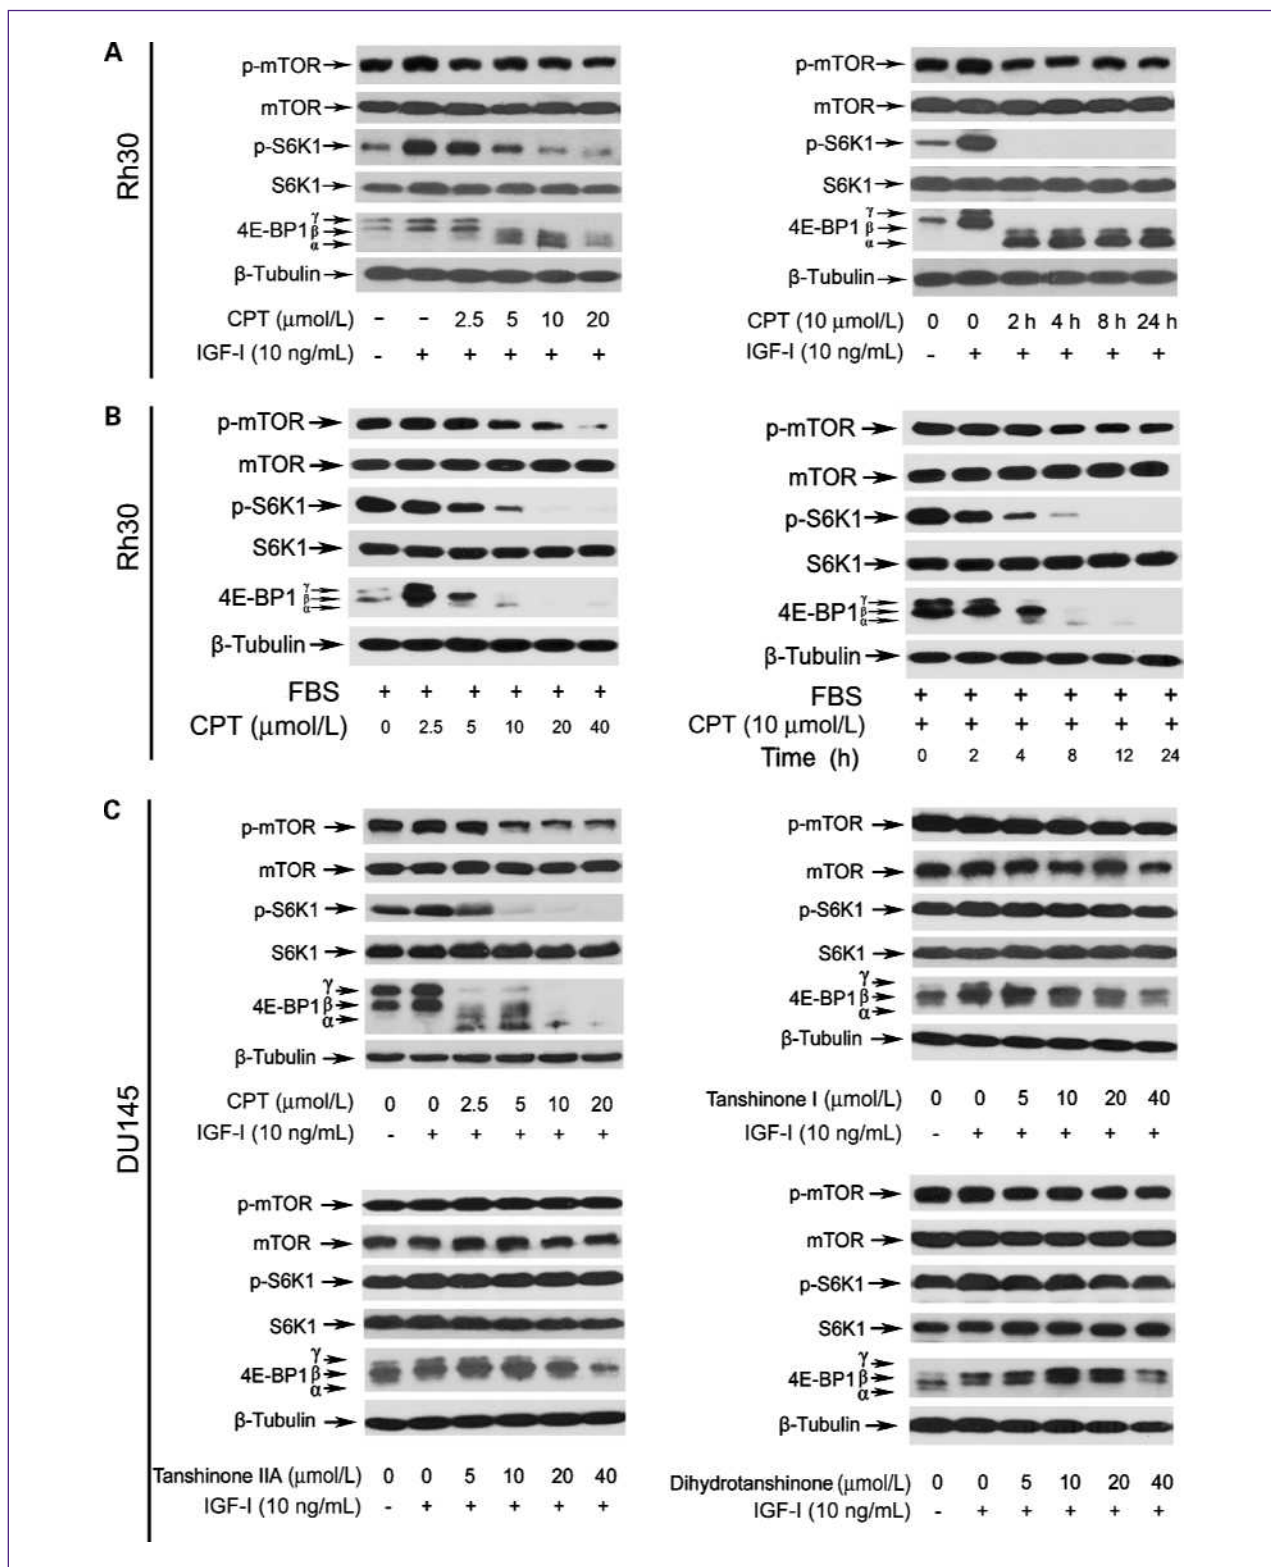 A
Rh30
p-mTOR
mTOR
p-S6K1
S6K1
γ
4E-BP1 β
α
β-Tubulin
CPT (μmol/L) - - 2.5 5 10 20
IGF-I (10 ng/mL) - + + + + +
p-mTOR
mTOR
p-S6K1
S6K1
γ
4E-BP1 β
α
β-Tubulin
CPT (10 μmol/L) 0 0 2 h 4 h 8 h 24 h
IGF-I (10 ng/mL) - + + + + +
B
Rh30
p-mTOR
mTOR
p-S6K1
S6K1
γ
4E-BP1 β
α
β-Tubulin
FBS + + + + + +
CPT (μmol/L) 0 2.5 5 10 20 40
p-mTOR
mTOR
p-S6K1
S6K1
γ
4E-BP1 β
α
β-Tubulin
FBS + + + + + +
CPT (10 μmol/L) + + + + + +
Time (h) 0 2 4 8 12 24
C
DU145
p-mTOR
mTOR
p-S6K1
S6K1
γ
4E-BP1 β
α
β-Tubulin
CPT (μmol/L) 0 0 2.5 5 10 20
IGF-I (10 ng/mL) - + + + + +
p-mTOR
mTOR
p-S6K1
S6K1
γ
4E-BP1 β
α
β-Tubulin
Tanshinone I (μmol/L) 0 0 5 10 20 40
IGF-I (10 ng/mL) - + + + + +
p-mTOR
mTOR
p-S6K1
S6K1
γ
4E-BP1 β
α
β-Tubulin
Tanshinone IIA (μmol/L) 0 0 5 10 20 40
IGF-I (10 ng/mL) - + + + + +
p-mTOR
mTOR
p-S6K1
S6K1
γ
4E-BP1 β
α
β-Tubulin
Dihydrotanshinone (μmol/L) 0 0 5 10 20 40
IGF-I (10 ng/mL) - + + + + +